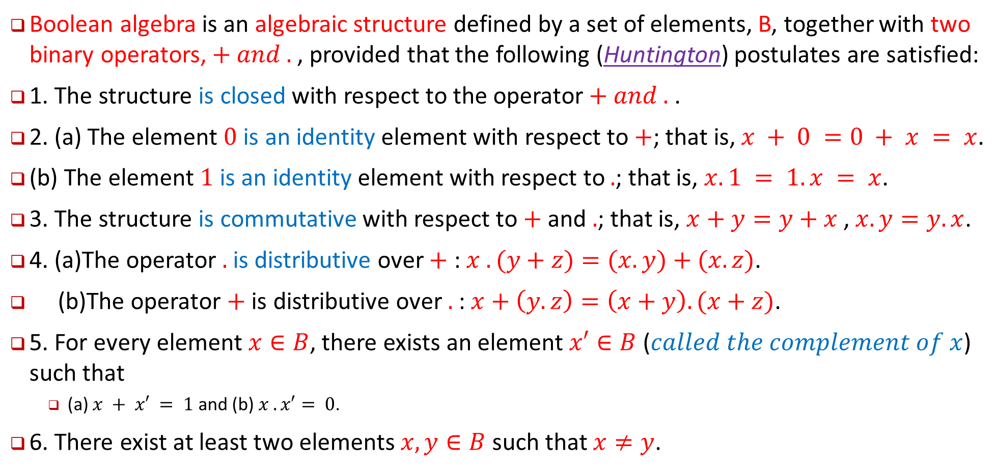 Boolean algebra is an algebraic structure defined by a set of elements, B, together with two
binary operators, + and . , provided that the following (Huntington) postulates are satisfied:
1. The structure is closed with respect to the operator + and . .
2. (a) The element 0 is an identity element with respect to +; that is, x + 0 = 0 + x = x.
(b) The element 1 is an identity element with respect to .; that is, x. 1 = 1. x = x.
3. The structure is commutative with respect to + and .; that is, x + y = y + x , x. y = y. x.
4. (a)The operator . is distributive over + : x . (y + z) = (x. y) + (x. z).
(b)The operator + is distributive over . : x + (y. z) = (x + y). (x + z).
5. For every element x ∈ B, there exists an element x′ ∈ B (called the complement of x)
such that
(a) x + x′ = 1 and (b) x . x′ = 0.
6. There exist at least two elements x, y ∈ B such that x ≠ y.